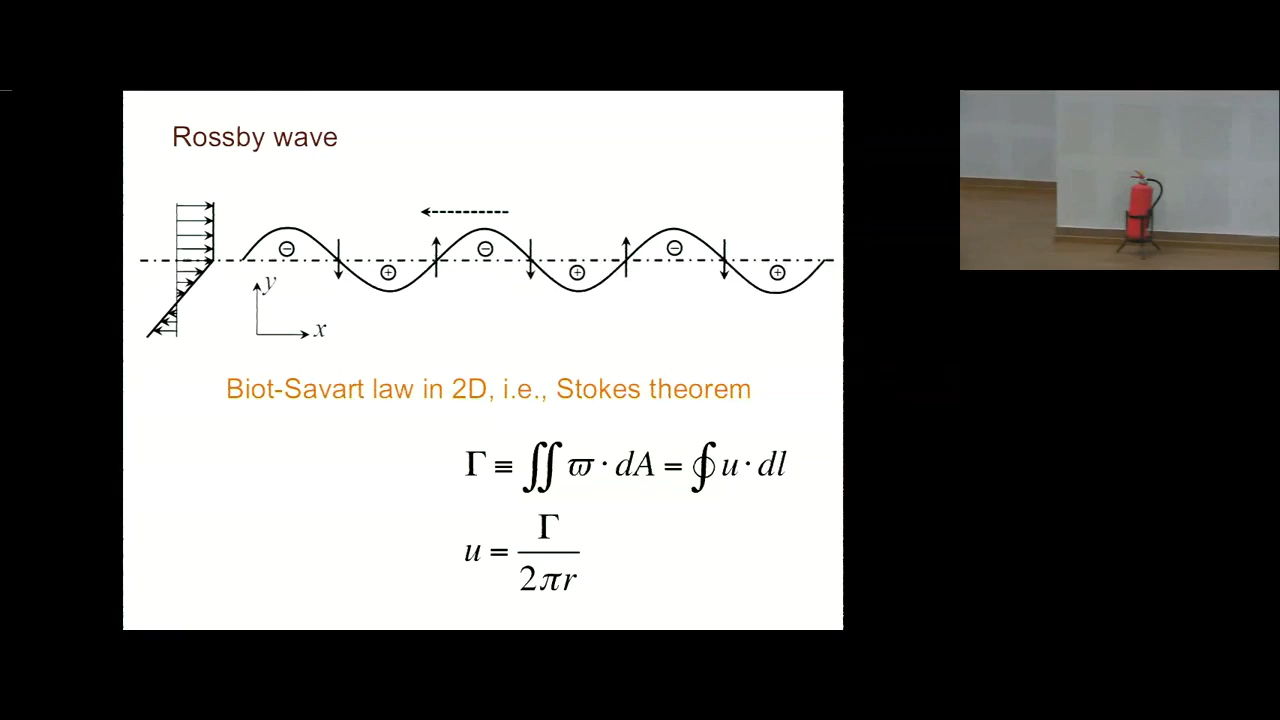 Rossby wave
− + − + − +
y
x
Biot-Savart law in 2D, i.e., Stokes theorem
Γ ≡ ∬ ϖ · dA = ∮ u · dl
u = Γ / 2πr